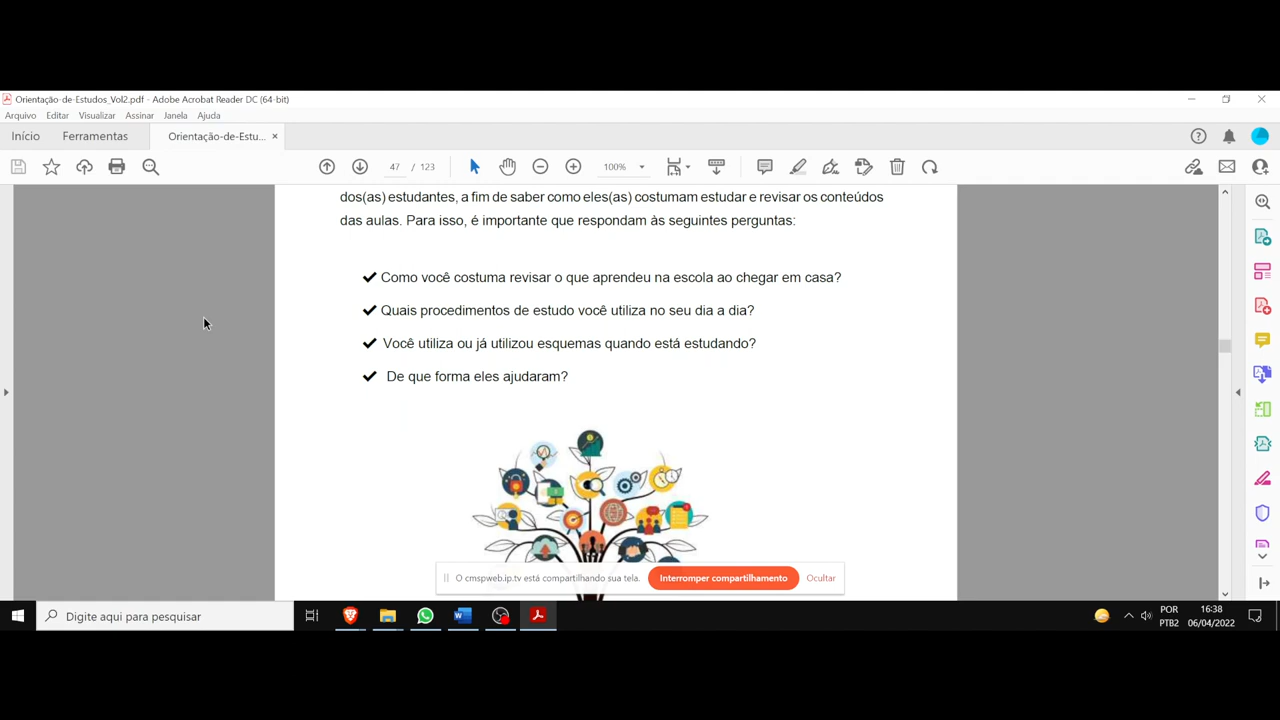 Orientação-de-Estudos_Vol2.pdf - Adobe Acrobat Reader DC (64-bit)
Arquivo Editar Visualizar Assinar Janela Ajuda
Início Ferramentas Orientação-de-Estu... ×
47 / 123 100%
dos(as) estudantes, a fim de saber como eles(as) costumam estudar e revisar os conteúdos
das aulas. Para isso, é importante que respondam às seguintes perguntas:
✔ Como você costuma revisar o que aprendeu na escola ao chegar em casa?
✔ Quais procedimentos de estudo você utiliza no seu dia a dia?
✔ Você utiliza ou já utilizou esquemas quando está estudando?
✔ De que forma eles ajudaram?
O cmspweb.ip.tv está compartilhando sua tela. Interromper compartilhamento Ocultar
Digite aqui para pesquisar
POR 16:38
PTB2 06/04/2022